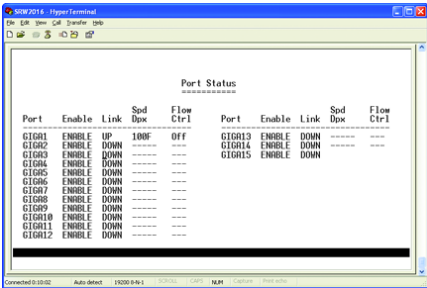 SRW2016 - HyperTerminal
File Edit View Call Transfer Help
Port Status
===========
Port Enable Link Spd Dpx Flow Ctrl Port Enable Link Spd Dpx Flow Ctrl
GIGA1 ENABLE UP 100F Off GIGA13 ENABLE DOWN ----- ---
GIGA2 ENABLE DOWN ----- --- GIGA14 ENABLE DOWN ----- ---
GIGA3 ENABLE DOWN ----- --- GIGA15 ENABLE DOWN
GIGA4 ENABLE DOWN ----- ---
GIGA5 ENABLE DOWN ----- ---
GIGA6 ENABLE DOWN ----- ---
GIGA7 ENABLE DOWN ----- ---
GIGA8 ENABLE DOWN ----- ---
GIGA9 ENABLE DOWN ----- ---
GIGA10 ENABLE DOWN ----- ---
GIGA11 ENABLE DOWN ----- ---
GIGA12 ENABLE DOWN ----- ---
Connected 0:10:02 Auto detect 19200 8-N-1 SCROLL CAPS NUM Capture Print echo